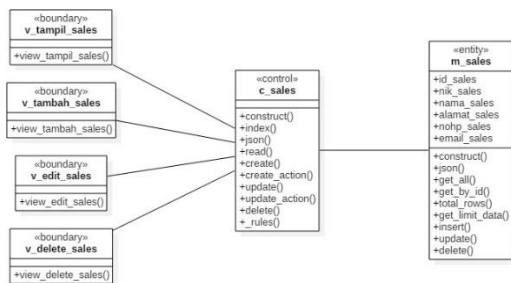 «boundary»
v_tampil_sales
+view_tampil_sales()
«boundary»
v_tambah_sales
+view_tambah_sales()
«boundary»
v_edit_sales
+view_edit_sales()
«boundary»
v_delete_sales
+view_delete_sales()
«control»
c_sales
+construct()
+index()
+json()
+read()
+create()
+create_action()
+update()
+update_action()
+delete()
+_rules()
«entity»
m_sales
+id_sales
+nik_sales
+nama_sales
+alamat_sales
+nohp_sales
+email_sales
+construct()
+json()
+get_all()
+get_by_id()
+total_rows()
+get_limit_data()
+insert()
+update()
+delete()